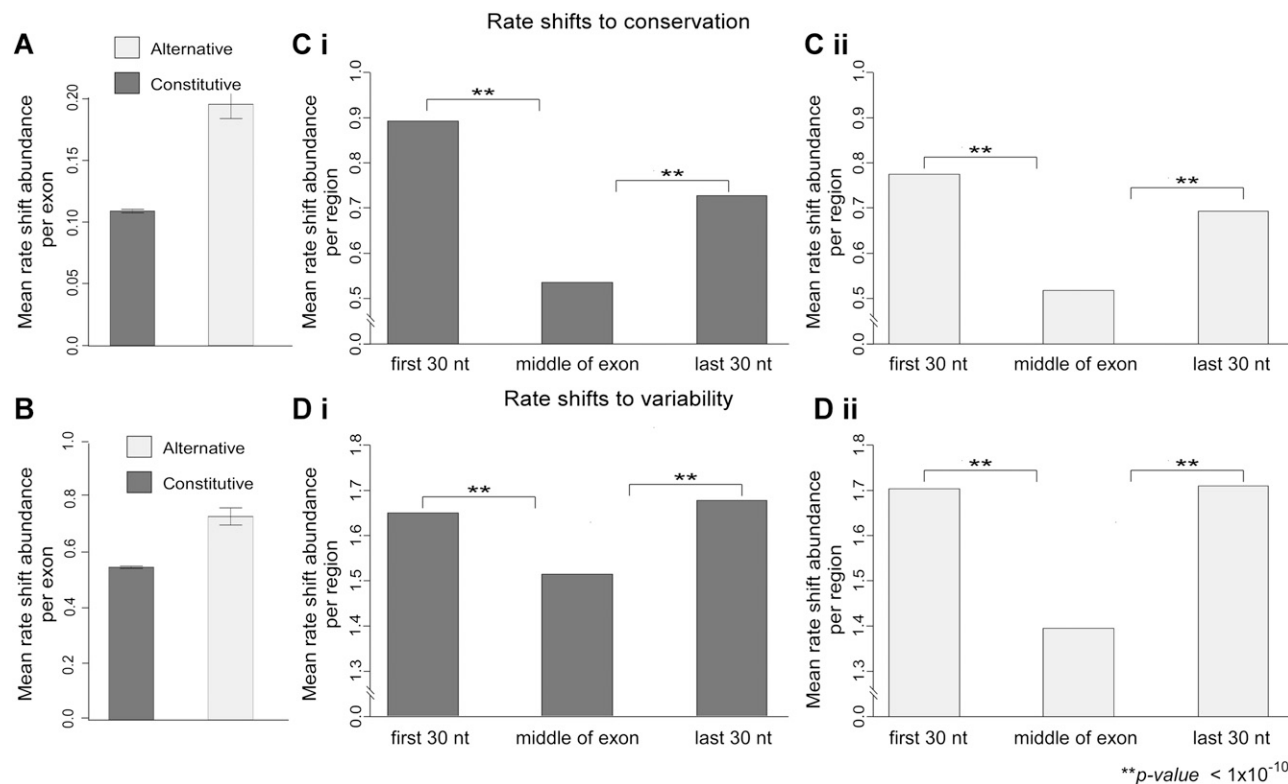 Rate shifts to conservation
A
Alternative
Constitutive
Mean rate shift abundance
per exon
0.20
0.15
0.10
0.05
0.0
C i
Mean rate shift abundance
per region
1.0
0.9
0.8
0.7
0.6
0.5
0.0
**
**
first 30 nt middle of exon last 30 nt
C ii
Mean rate shift abundance
per region
1.0
0.9
0.8
0.7
0.6
0.5
0.0
**
**
first 30 nt middle of exon last 30 nt
Rate shifts to variability
B
Alternative
Constitutive
Mean rate shift abundance
per exon
1.0
0.8
0.6
0.4
0.2
0.0
D i
Mean rate shift abundance
per region
1.8
1.7
1.6
1.5
1.4
1.3
0.0
**
**
first 30 nt middle of exon last 30 nt
D ii
Mean rate shift abundance
per region
1.8
1.7
1.6
1.5
1.4
1.3
0.0
**
**
first 30 nt middle of exon last 30 nt
**p-value < 1x10⁻¹⁰